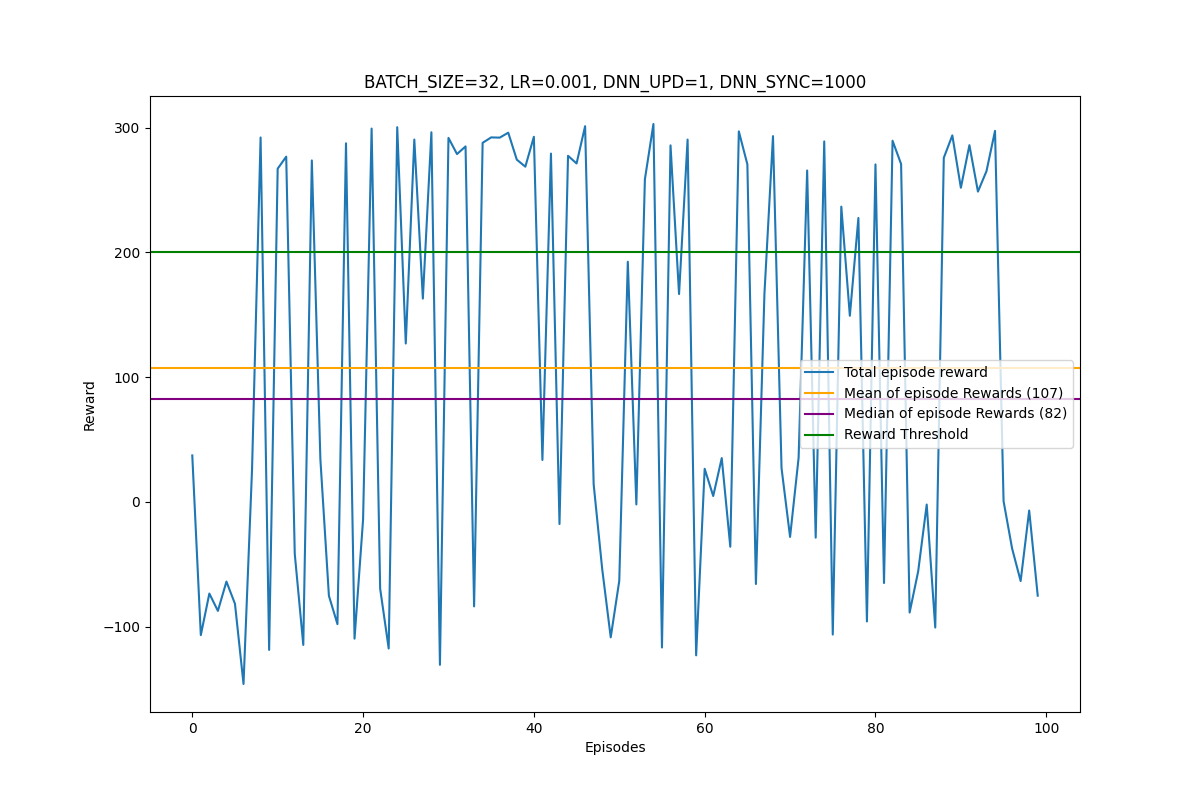 BATCH_SIZE=32, LR=0.001, DNN_UPD=1, DNN_SYNC=1000
300
200
100
0
−100
Reward
Total episode reward
Mean of episode Rewards (107)
Median of episode Rewards (82)
Reward Threshold
0 20 40 60 80 100
Episodes